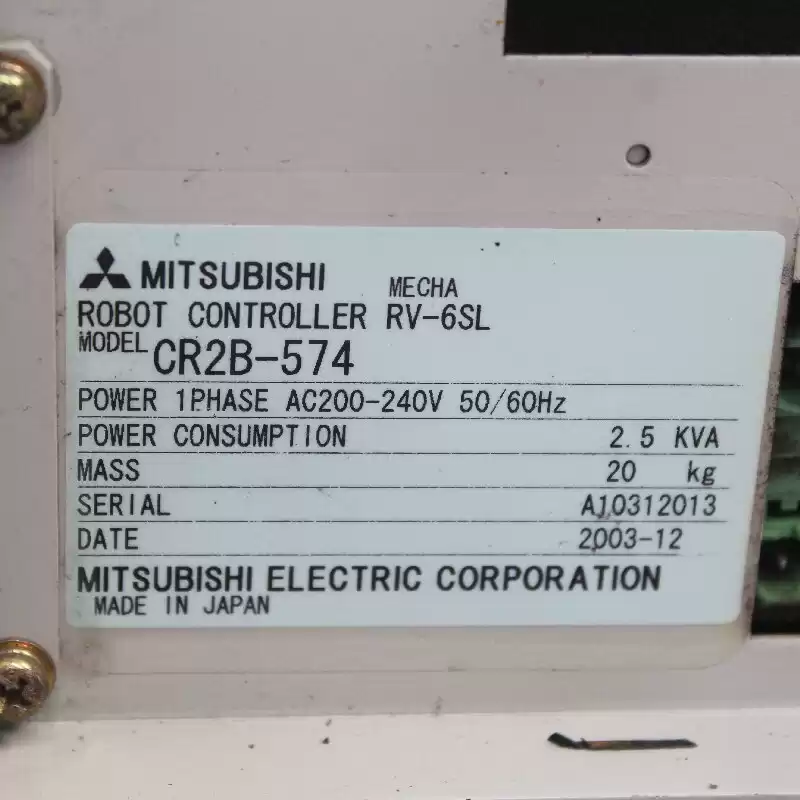 MITSUBISHI MECHA
ROBOT CONTROLLER RV-6SL
MODEL CR2B-574
POWER 1PHASE AC200-240V 50/60Hz
POWER CONSUMPTION 2.5 KVA
MASS 20 kg
SERIAL A10312013
DATE 2003-12
MITSUBISHI ELECTRIC CORPORATION
MADE IN JAPAN